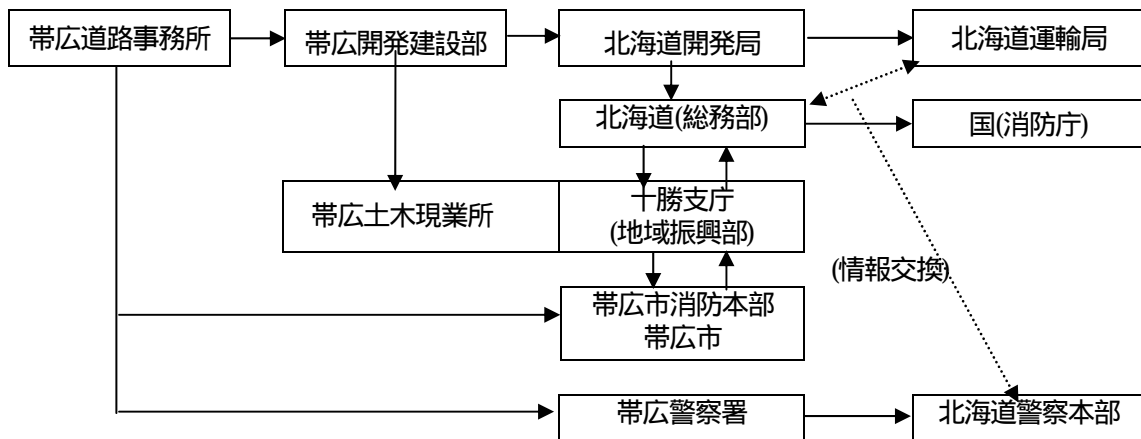 帯広道路事務所
帯広開発建設部
北海道開発局
北海道運輸局
北海道(総務部)
国(消防庁)
帯広土木現業所
十勝支庁
(地域振興部)
(情報交換)
帯広市消防本部
帯広市
帯広警察署
北海道警察本部